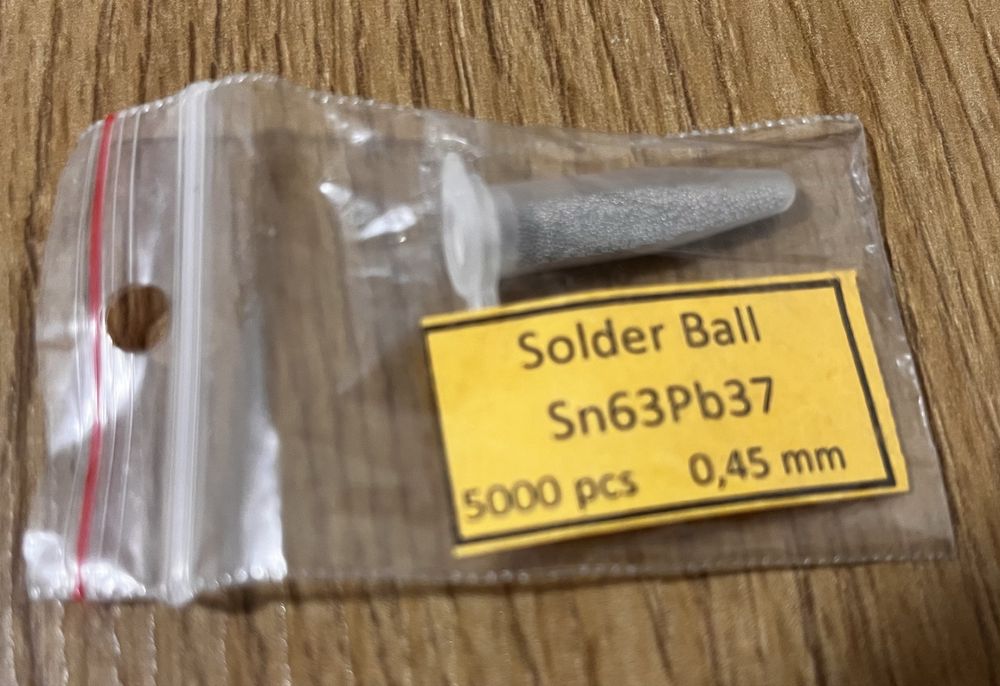 Solder Ball
Sn63Pb37
5000 pcs 0,45 mm